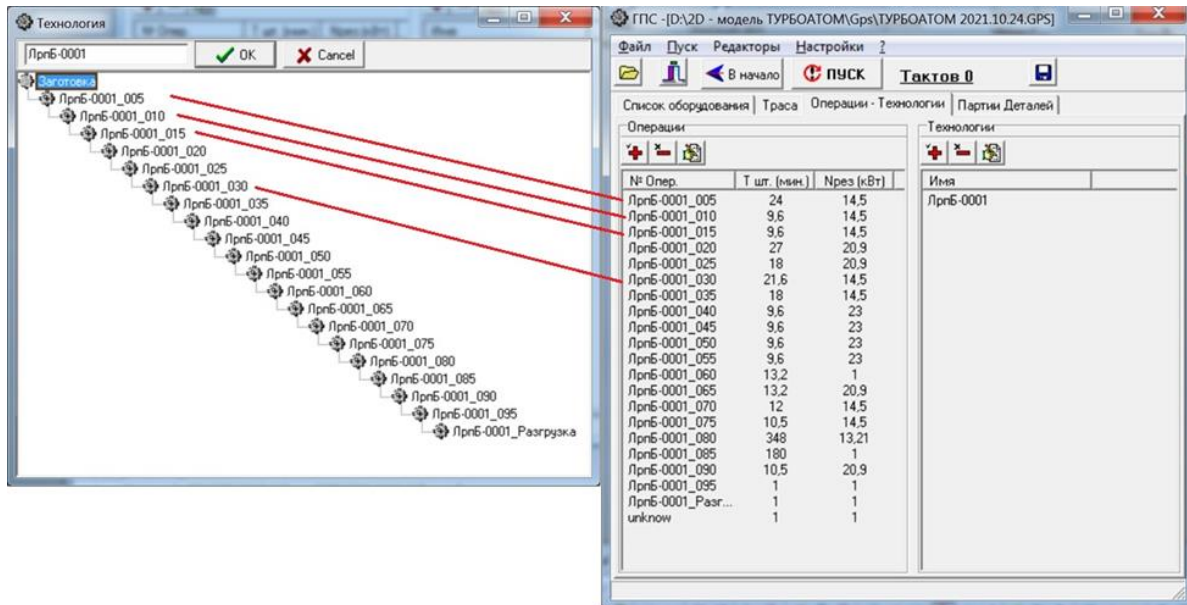 Технология
ЛрпБ-0001 OK Cancel
Заготовка
ЛрпБ-0001_005
ЛрпБ-0001_010
ЛрпБ-0001_015
ЛрпБ-0001_020
ЛрпБ-0001_025
ЛрпБ-0001_030
ЛрпБ-0001_035
ЛрпБ-0001_040
ЛрпБ-0001_045
ЛрпБ-0001_050
ЛрпБ-0001_055
ЛрпБ-0001_060
ЛрпБ-0001_065
ЛрпБ-0001_070
ЛрпБ-0001_075
ЛрпБ-0001_080
ЛрпБ-0001_085
ЛрпБ-0001_090
ЛрпБ-0001_095
ЛрпБ-0001_Разгрузка
ГПС -[D:\2D - модель ТУРБОАТОМ\Gps\ТУРБОАТОМ 2021.10.24.GPS]
Файл Пуск Редакторы Настройки ?
В начало ПУСК Тактов 0
Список оборудования Траса Операции - Технологии Партии Деталей
Операции
№ Опер. Т шт. (мин.) Nрез (кВт)
ЛрпБ-0001_005 24 14,5
ЛрпБ-0001_010 9,6 14,5
ЛрпБ-0001_015 9,6 14,5
ЛрпБ-0001_020 27 20,9
ЛрпБ-0001_025 18 20,9
ЛрпБ-0001_030 21,6 14,5
ЛрпБ-0001_035 18 14,5
ЛрпБ-0001_040 9,6 23
ЛрпБ-0001_045 9,6 23
ЛрпБ-0001_050 9,6 23
ЛрпБ-0001_055 9,6 23
ЛрпБ-0001_060 13,2 1
ЛрпБ-0001_065 13,2 20,9
ЛрпБ-0001_070 12 14,5
ЛрпБ-0001_075 10,5 14,5
ЛрпБ-0001_080 348 13,21
ЛрпБ-0001_085 180 1
ЛрпБ-0001_090 10,5 20,9
ЛрпБ-0001_095 1 1
ЛрпБ-0001_Разг... 1 1
unknow 1 1
Технологии
Имя
ЛрпБ-0001